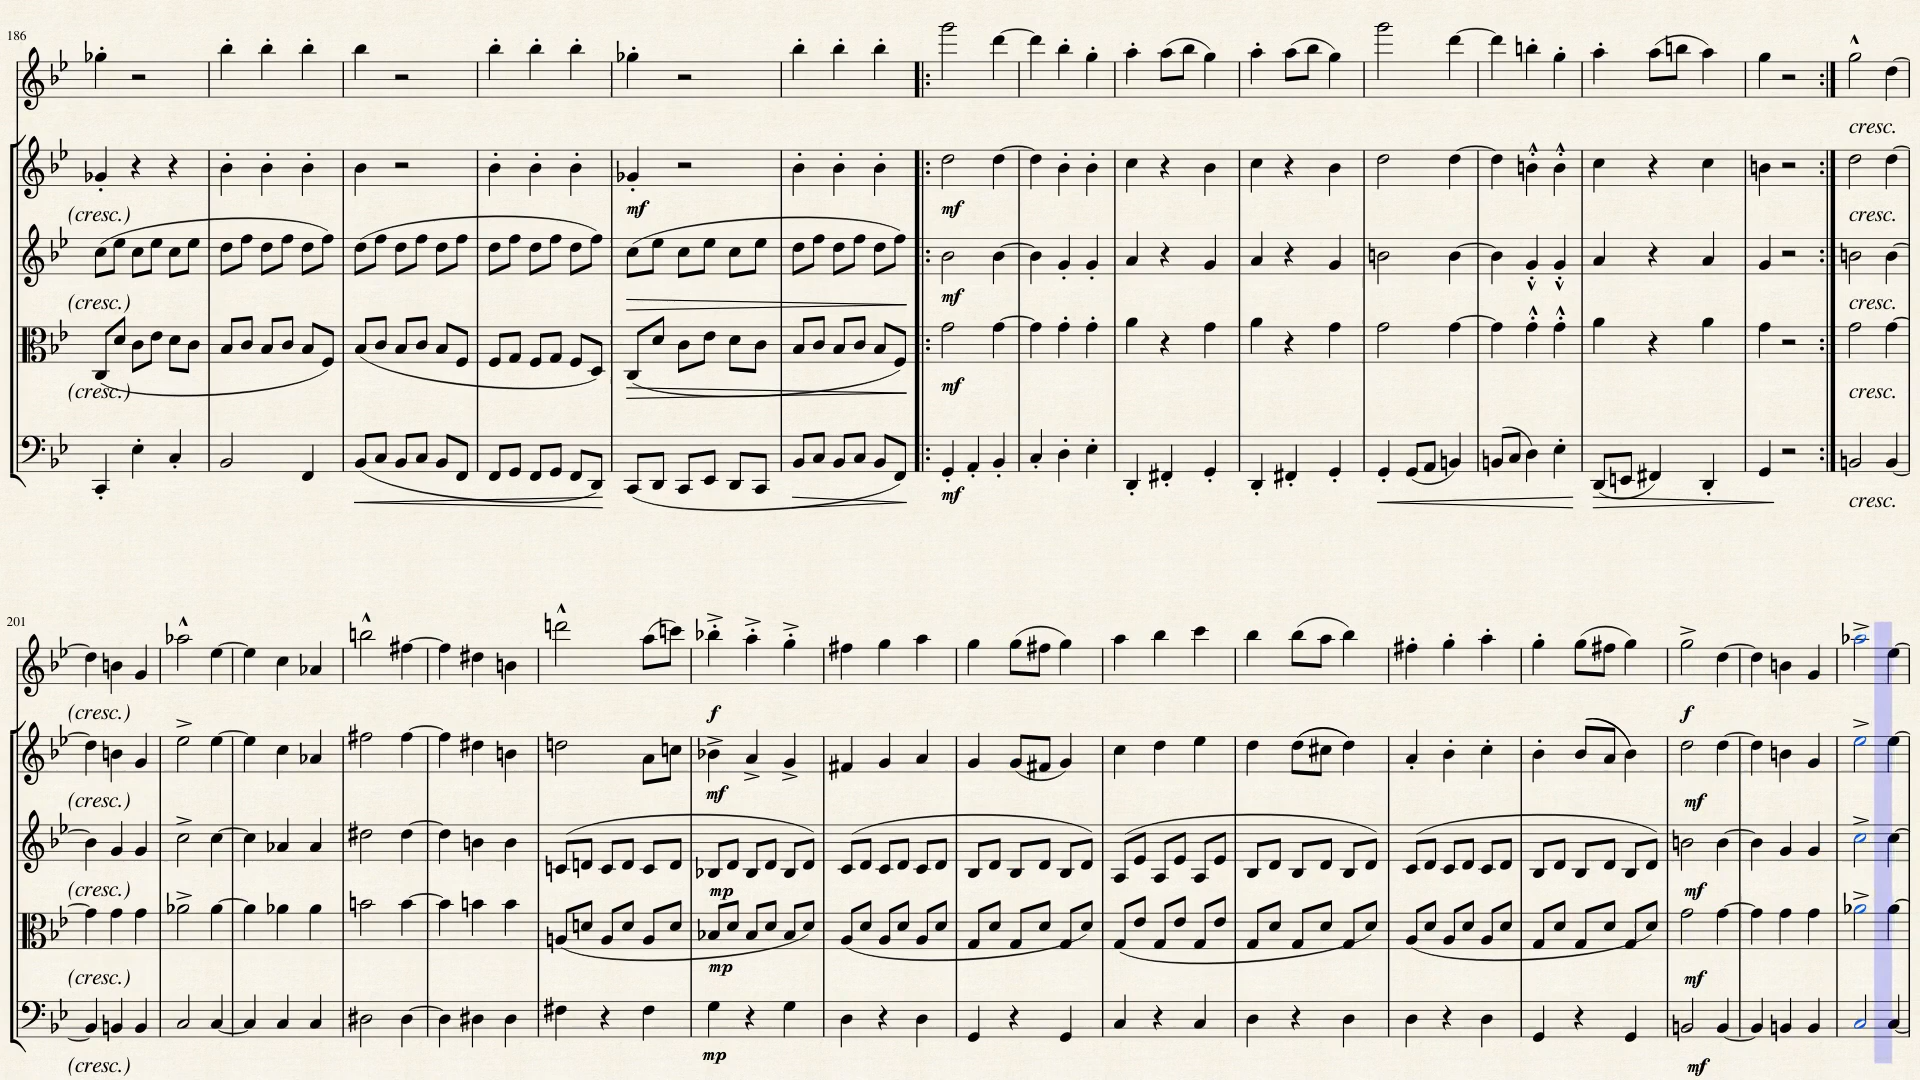 186
cresc.
(cresc.) mf mf cresc.
(cresc.) mf cresc.
(cresc.) mf cresc.
mf cresc.
201
(cresc.) f f
(cresc.) mf mf
(cresc.) mp mf
(cresc.) mp mf
(cresc.) mp mf